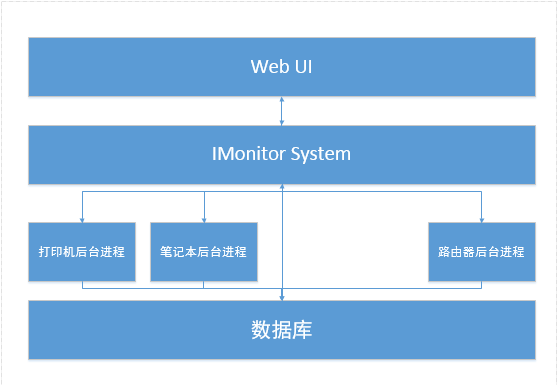 Web UI
IMonitor System
打印机后台进程
笔记本后台进程
路由器后台进程
数据库